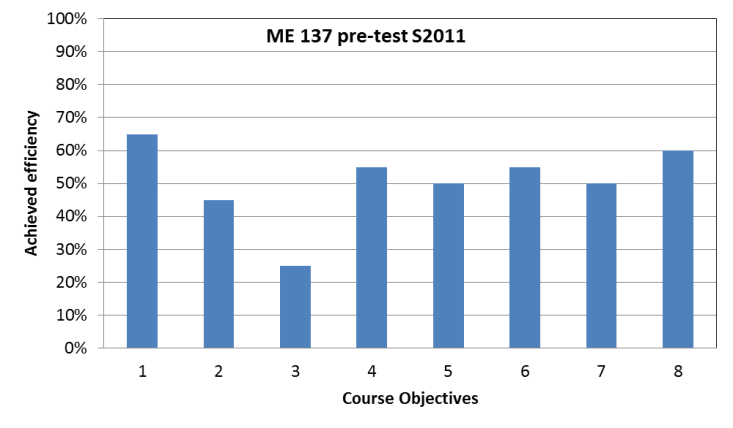 ME 137 pre-test S2011
100%
90%
80%
70%
60%
50%
40%
30%
20%
10%
0%
Achieved efficiency
1 2 3 4 5 6 7 8
Course Objectives